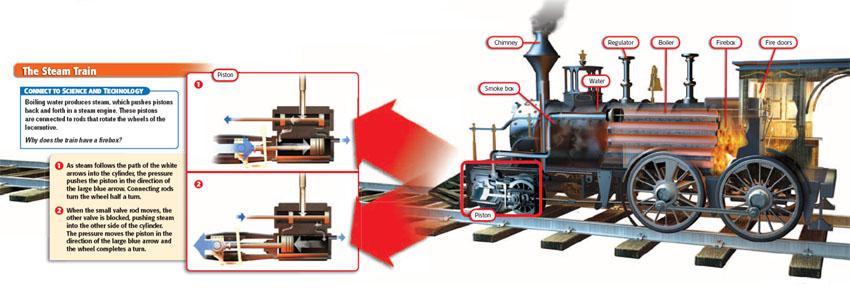 The Steam Train
CONNECT TO SCIENCE AND TECHNOLOGY
Boiling water produces steam, which pushes pistons
back and forth in a steam engine. These pistons
are connected to rods that rotate the wheels of the
locomotive.
Why does the train have a firebox?
1 As steam follows the path of the white
arrows into the cylinder, the pressure
pushes the piston in the direction of
the large blue arrow. Connecting rods
turn the wheel half a turn.
2 When the small valve rod moves, the
other valve is blocked, pushing steam
into the other side of the cylinder.
The pressure moves the piston in the
direction of the large blue arrow and
the wheel completes a turn.
Piston
1
2
Chimney
Regulator
Boiler
Firebox
Fire doors
Smoke box
Water
Piston